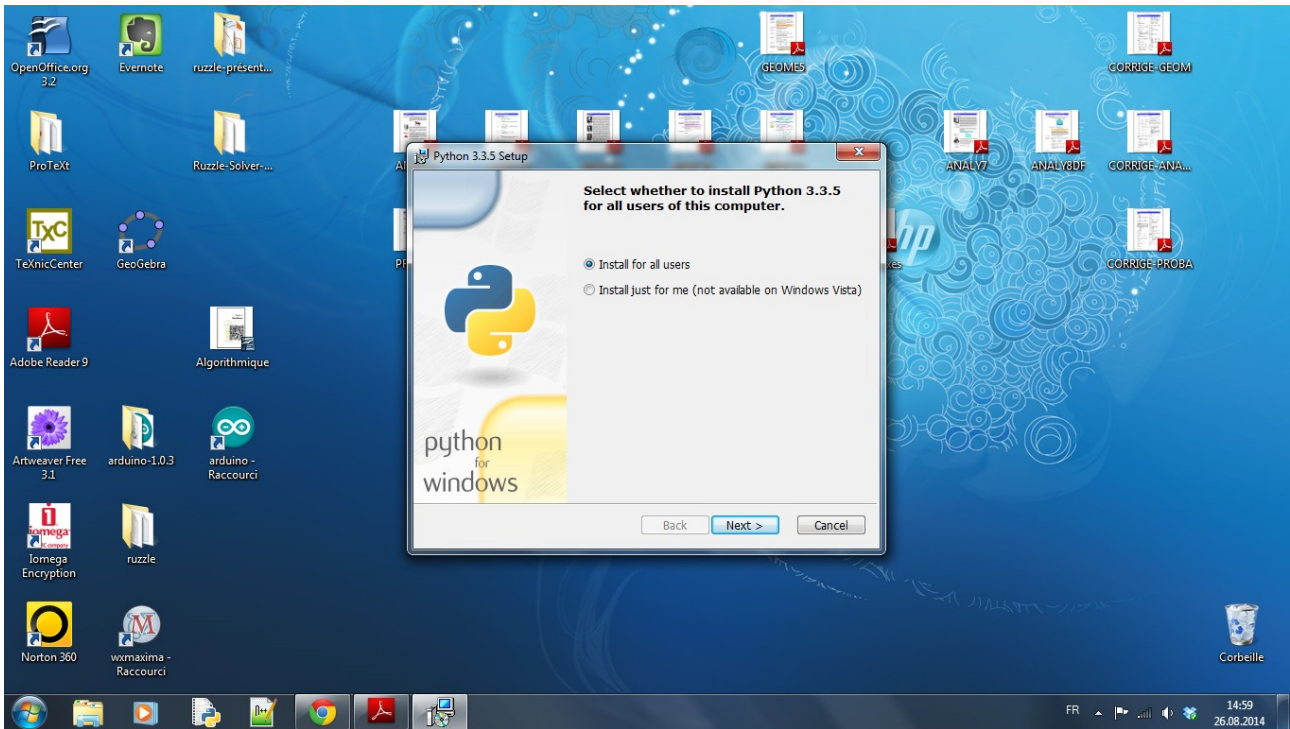 OpenOffice.org
3.2
Evernote
ruzzle-présent...
GEOME5
CORRIGE-GEOM
ProTeXt
Ruzzle-Solver-...
ANALY7
ANALY8DF
CORRIGE-ANA...
TXC
TeXnicCenter
GeoGebra
hp
CORRIGE-PROBA
Adobe Reader 9
Algorithmique
Artweaver Free
3.1
arduino-1.0.3
arduino -
Raccourci
iomega
Iomega
Encryption
ruzzle
Norton 360
M
wxmaxima -
Raccourci
Corbeille
Python 3.3.5 Setup
Select whether to install Python 3.3.5
for all users of this computer.
Install for all users
Install just for me (not available on Windows Vista)
python
for
windows
Back
Next >
Cancel
FR
14:59
26.08.2014